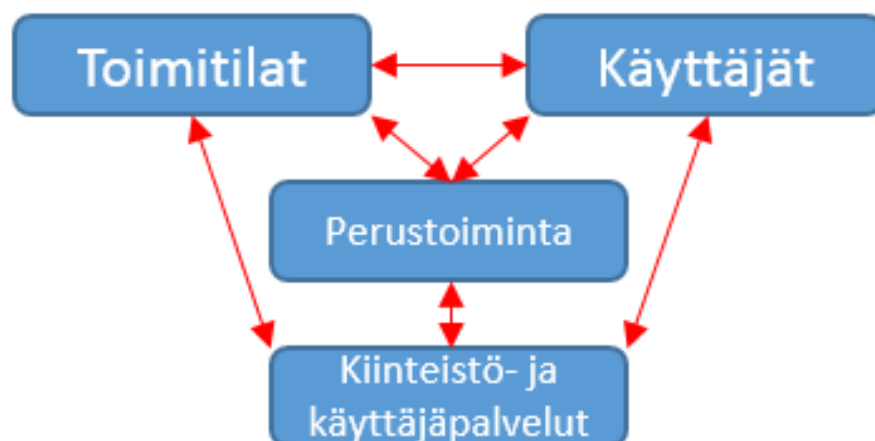 Toimitilat
Käyttäjät
Perustoiminta
Kiinteistö- ja
käyttäjäpalvelut